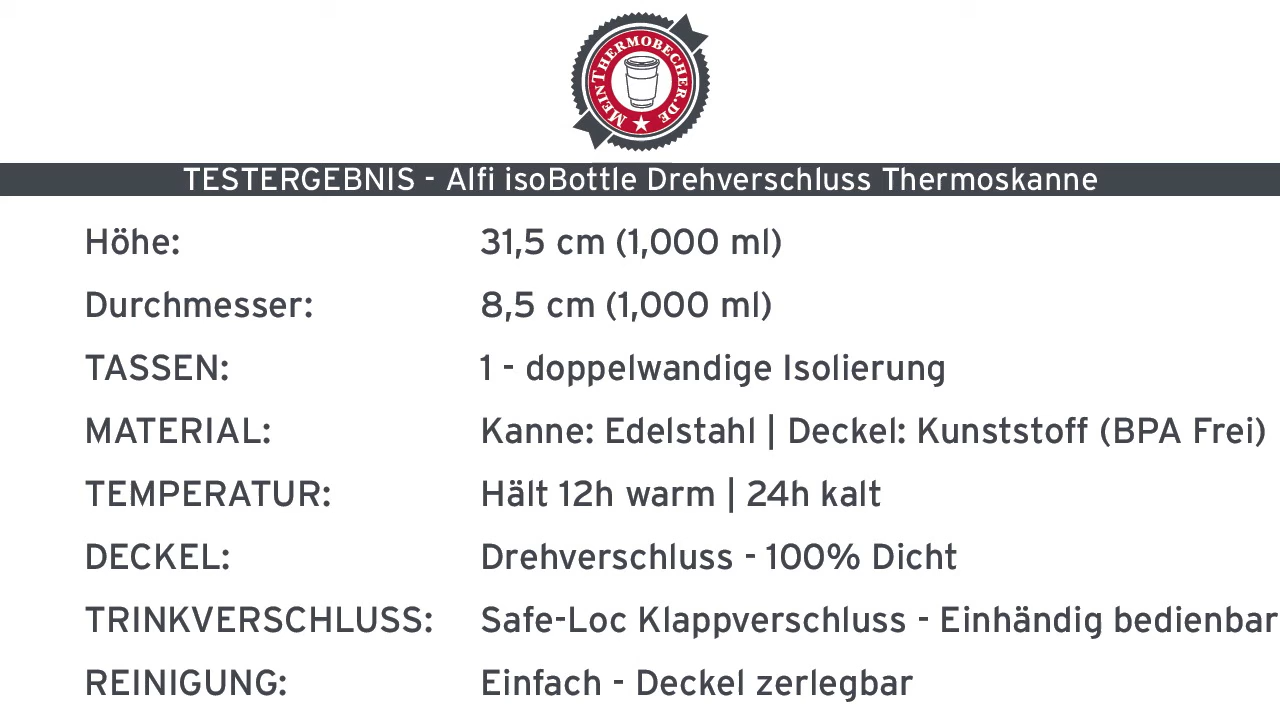 MEINTHERMOBECHER.DE
TESTERGEBNIS - Alfi isoBottle Drehverschluss Thermoskanne
Höhe: 31,5 cm (1,000 ml)
Durchmesser: 8,5 cm (1,000 ml)
TASSEN: 1 - doppelwandige Isolierung
MATERIAL: Kanne: Edelstahl | Deckel: Kunststoff (BPA Frei)
TEMPERATUR: Hält 12h warm | 24h kalt
DECKEL: Drehverschluss - 100% Dicht
TRINKVERSCHLUSS: Safe-Loc Klappverschluss - Einhändig bedienbar
REINIGUNG: Einfach - Deckel zerlegbar